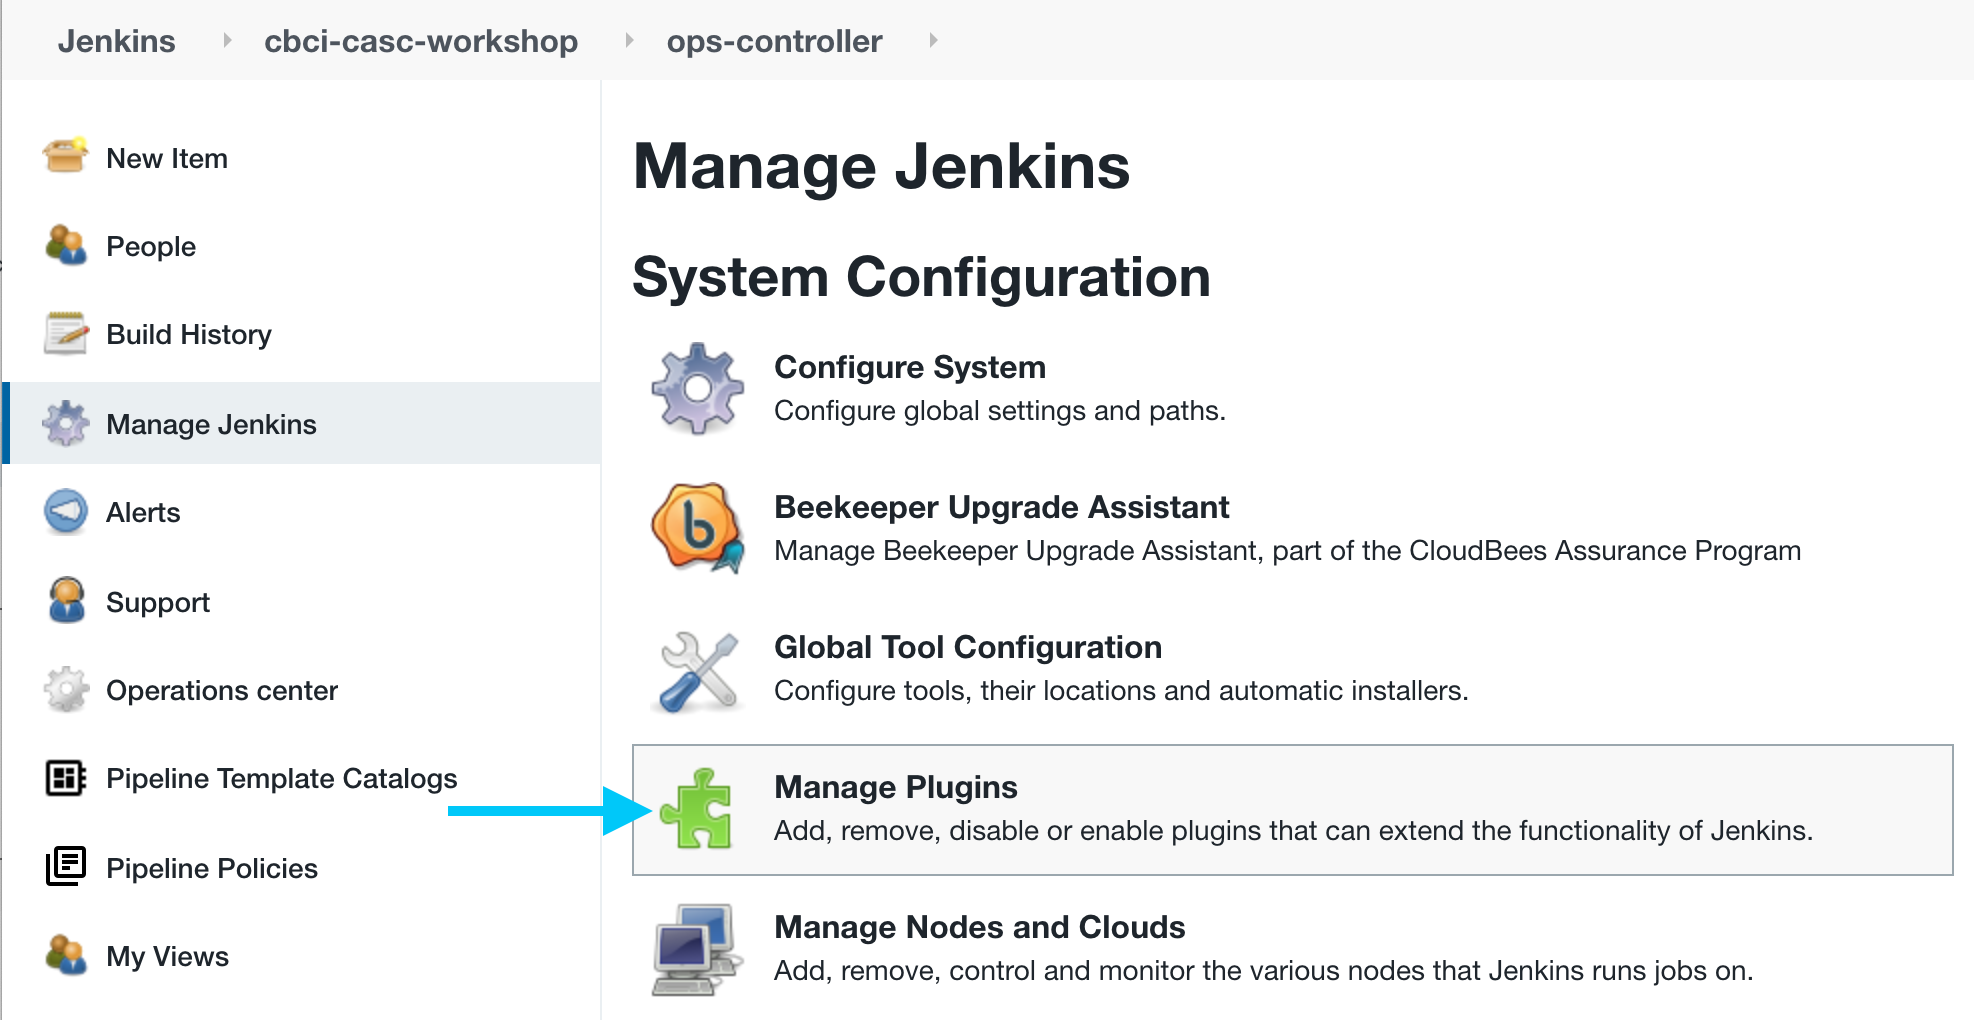 Jenkins cbci-casc-workshop ops-controller
New Item
People
Build History
Manage Jenkins
Alerts
Support
Operations center
Pipeline Template Catalogs
Pipeline Policies
My Views
Manage Jenkins
System Configuration
Configure System
Configure global settings and paths.
b
Beekeeper Upgrade Assistant
Manage Beekeeper Upgrade Assistant, part of the CloudBees Assurance Program
Global Tool Configuration
Configure tools, their locations and automatic installers.
Manage Plugins
Add, remove, disable or enable plugins that can extend the functionality of Jenkins.
Manage Nodes and Clouds
Add, remove, control and monitor the various nodes that Jenkins runs jobs on.